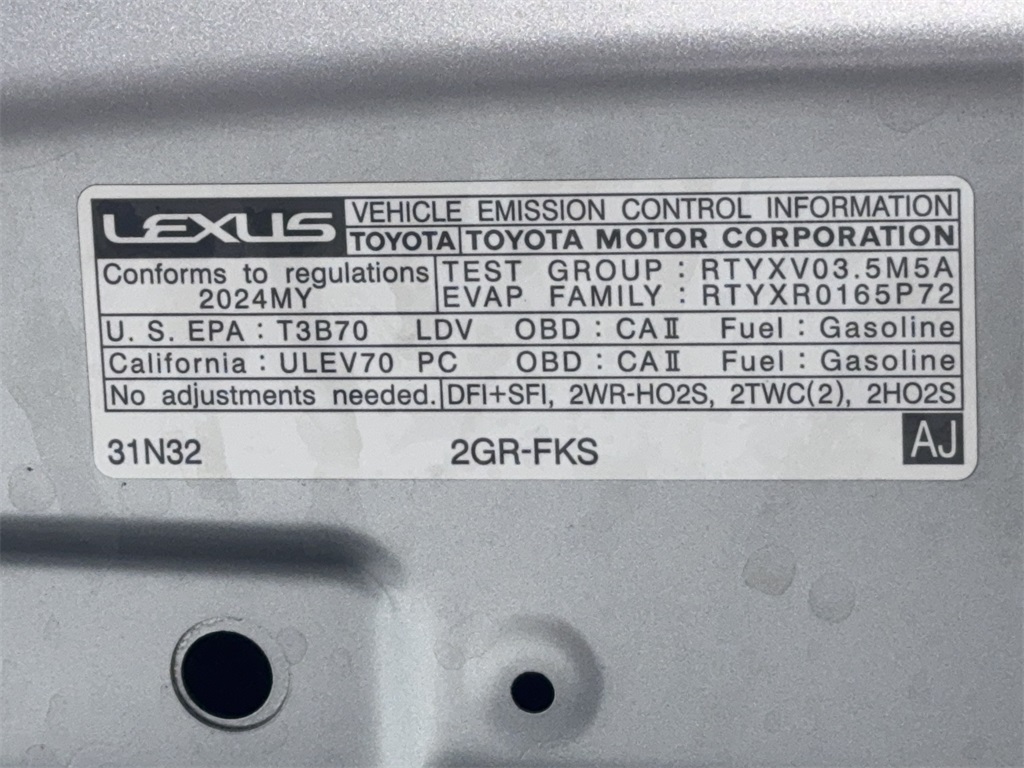 LEXUS VEHICLE EMISSION CONTROL INFORMATION
TOYOTA TOYOTA MOTOR CORPORATION
Conforms to regulations 2024MY
TEST GROUP : RTYXV03.5M5A
EVAP FAMILY : RTYXR0165P72
U. S. EPA : T3B70 LDV OBD : CAⅡ Fuel : Gasoline
California : ULEV70 PC OBD : CAⅡ Fuel : Gasoline
No adjustments needed. DFI+SFI, 2WR-HO2S, 2TWC(2), 2HO2S
31N32 2GR-FKS AJ